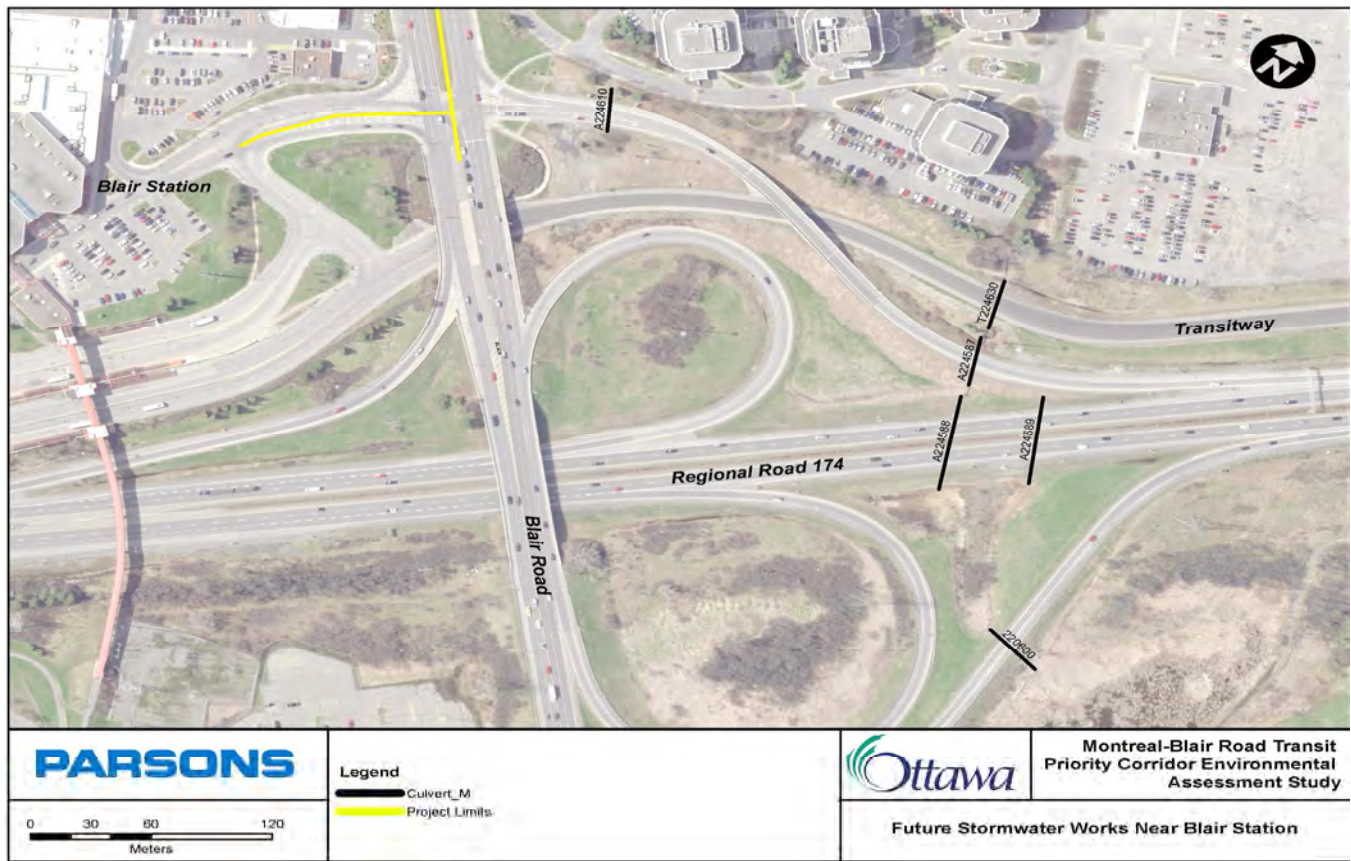 N
A224610
Blair Station
T224630
Transitway
A224587
A224588
A224589
Regional Road 174
Blair Road
220600
PARSONS
0 30 60 120
Meters
Legend
Culvert_M
Project Limits
Ottawa
Montreal-Blair Road Transit
Priority Corridor Environmental
Assessment Study
Future Stormwater Works Near Blair Station